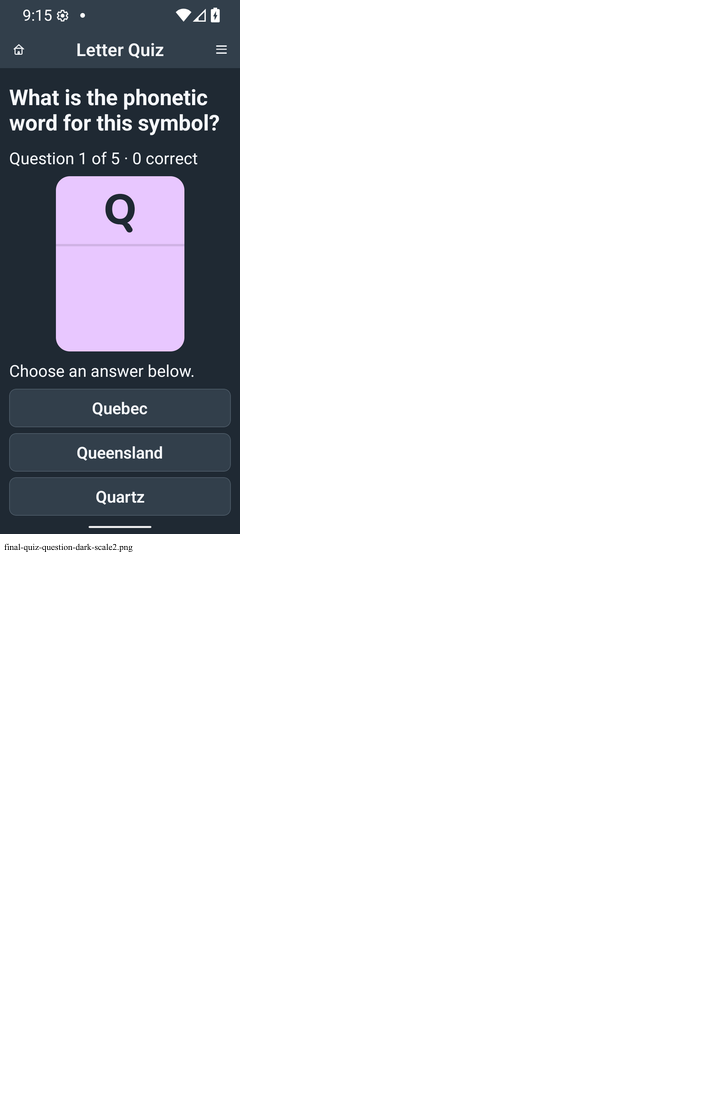 9:15
Letter Quiz
What is the phonetic
word for this symbol?
Question 1 of 5 · 0 correct
Q
Choose an answer below.
Quebec
Queensland
Quartz
final-quiz-question-dark-scale2.png